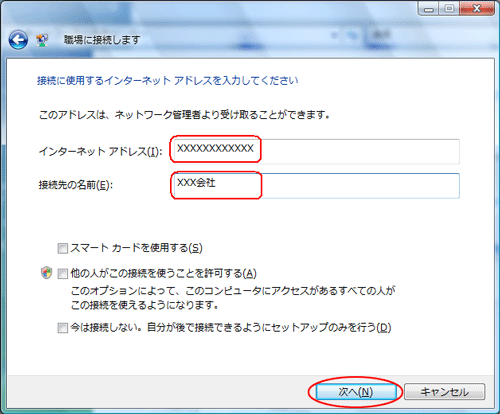 職場に接続します
接続に使用するインターネット アドレスを入力してください
このアドレスは、ネットワーク管理者より受け取ることができます。
インターネット アドレス(I): XXXXXXXXXXXX
接続先の名前(E): XXX会社
スマート カードを使用する(S)
他の人がこの接続を使うことを許可する(A)
このオプションによって、このコンピュータにアクセスがあるすべての人が
この接続を使えるようになります。
今は接続しない。自分が後で接続できるようにセットアップのみを行う(D)
次へ(N) キャンセル